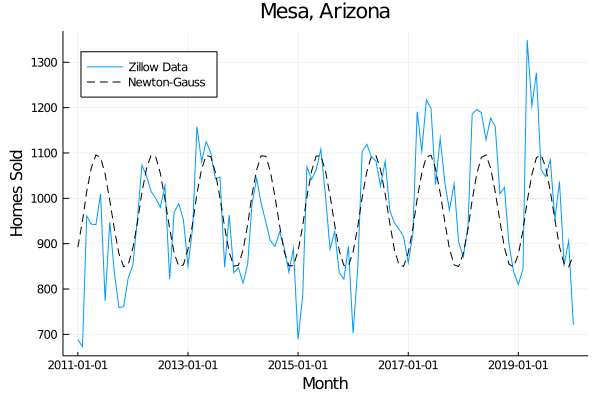 Mesa, Arizona
Homes Sold
1300
1200
1100
1000
900
800
700
Zillow Data
Newton-Gauss
2011-01-01
2013-01-01
2015-01-01
2017-01-01
2019-01-01
Month